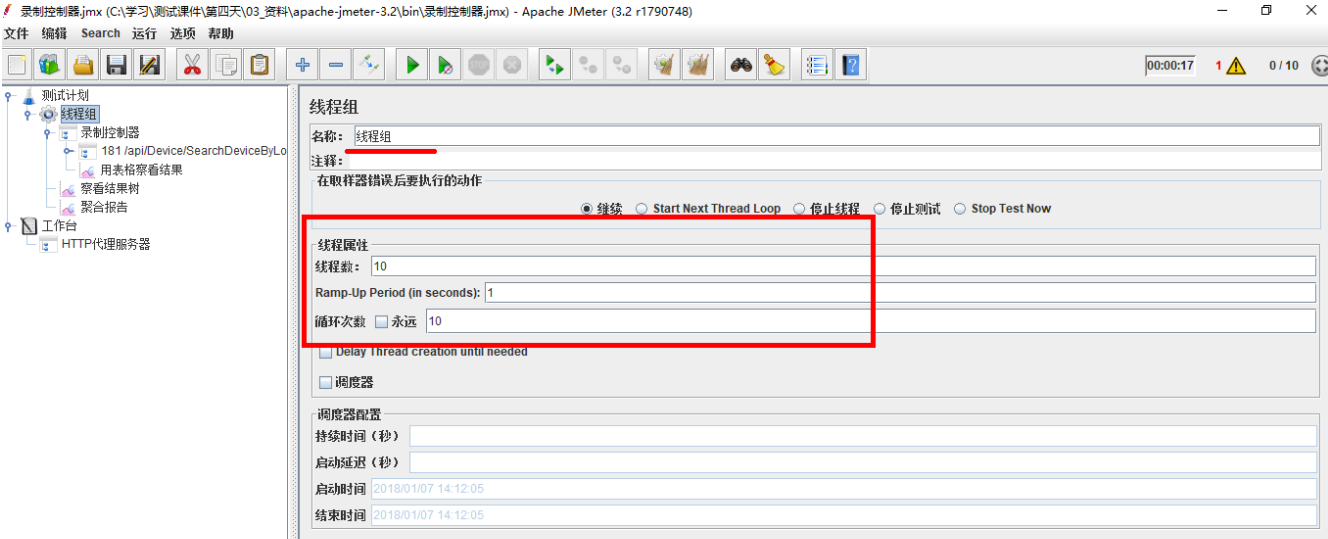 录制控制器.jmx (C:\学习\测试课件\第四天\03_资料\apache-jmeter-3.2\bin\录制控制器.jmx) - Apache JMeter (3.2 r1790748)
文件 编辑 Search 运行 选项 帮助
00:00:17 1 0 / 10
测试计划
线程组
录制控制器
181 /api/Device/SearchDeviceByLo
用表格察看结果
察看结果树
聚合报告
工作台
HTTP代理服务器
线程组
名称: 线程组
注释:
在取样器错误后要执行的动作
继续 Start Next Thread Loop 停止线程 停止测试 Stop Test Now
线程属性
线程数: 10
Ramp-Up Period (in seconds): 1
循环次数 永远 10
Delay Thread creation until needed
调度器
调度器配置
持续时间（秒）
启动延迟（秒）
启动时间 2018/01/07 14:12:05
结束时间 2018/01/07 14:12:05